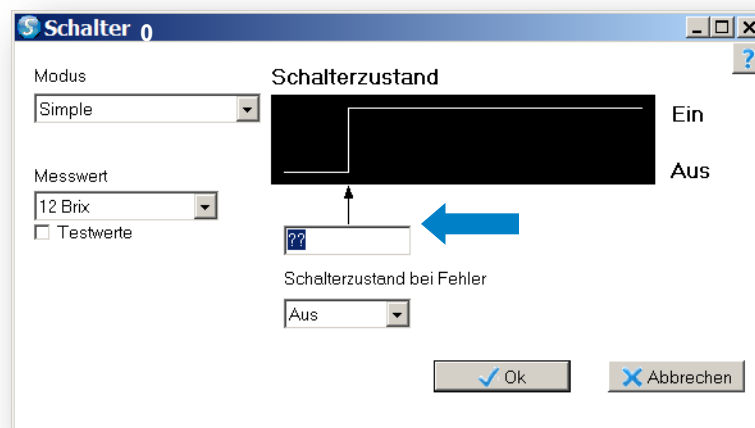 Schalter 0
Modus
Schalterzustand
Simple
Ein
Messwert
Aus
12 Brix
Testwerte
??
Schalterzustand bei Fehler
Aus
Ok
Abbrechen